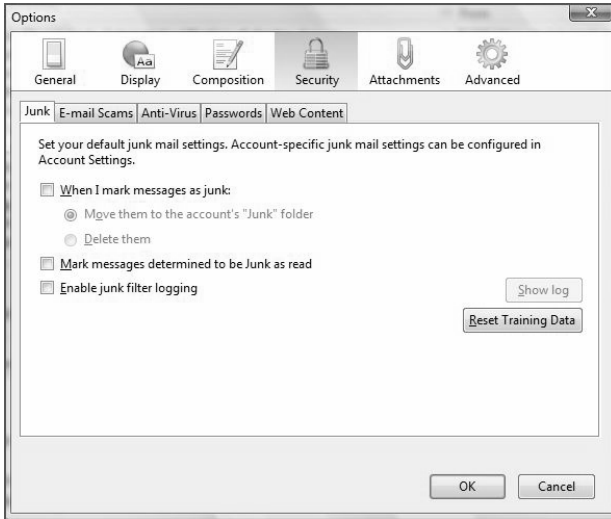 Options
General Display Composition Security Attachments Advanced
Junk E-mail Scams Anti-Virus Passwords Web Content
Set your default junk mail settings. Account-specific junk mail settings can be configured in
Account Settings.
When I mark messages as junk:
Move them to the account's "Junk" folder
Delete them
Mark messages determined to be Junk as read
Enable junk filter logging
Show log
Reset Training Data
OK Cancel